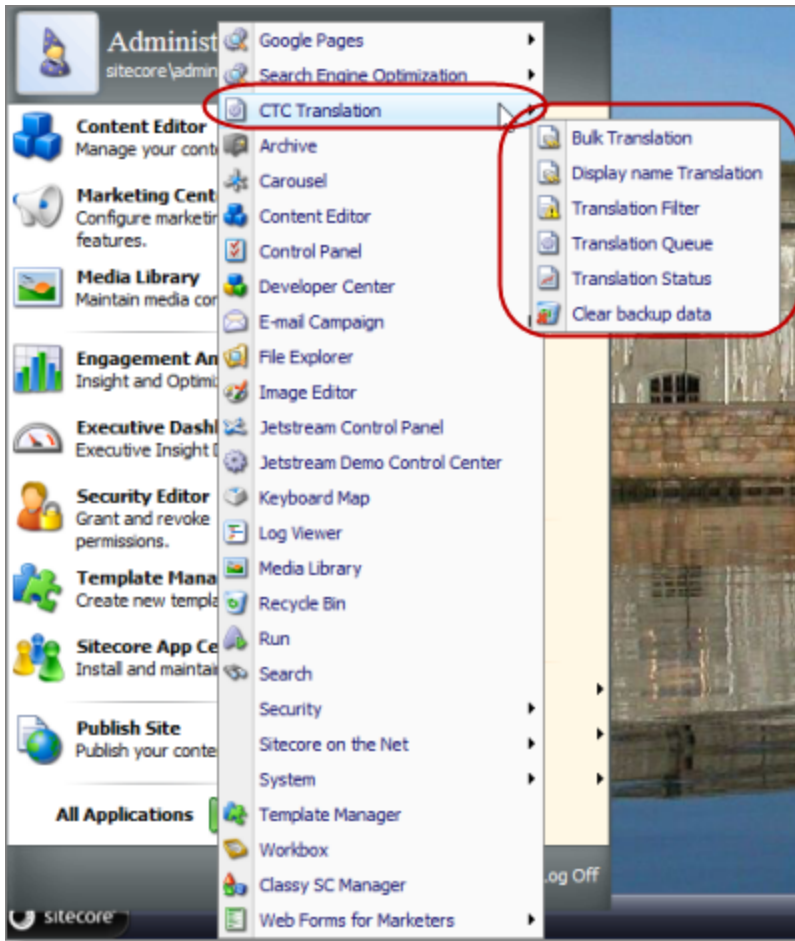 Administ
sitecore\admin
Content Editor
Manage your cont
Marketing Cent
Configure marketin
features.
Media Library
Maintain media con
Engagement An
Insight and Optimi
Executive Dashl
Executive Insight D
Security Editor
Grant and revoke
permissions.
Template Mana
Create new templa
Sitecore App Ce
Install and maintain
Publish Site
Publish your conte
All Applications
sitecore
Google Pages
Search Engine Optimization
CTC Translation
Archive
Carousel
Content Editor
Control Panel
Developer Center
E-mail Campaign
File Explorer
Image Editor
Jetstream Control Panel
Jetstream Demo Control Center
Keyboard Map
Log Viewer
Media Library
Recycle Bin
Run
Search
Security
Sitecore on the Net
System
Template Manager
Workbox
Classy SC Manager
Web Forms for Marketers
Bulk Translation
Display name Translation
Translation Filter
Translation Queue
Translation Status
Clear backup data
Log Off